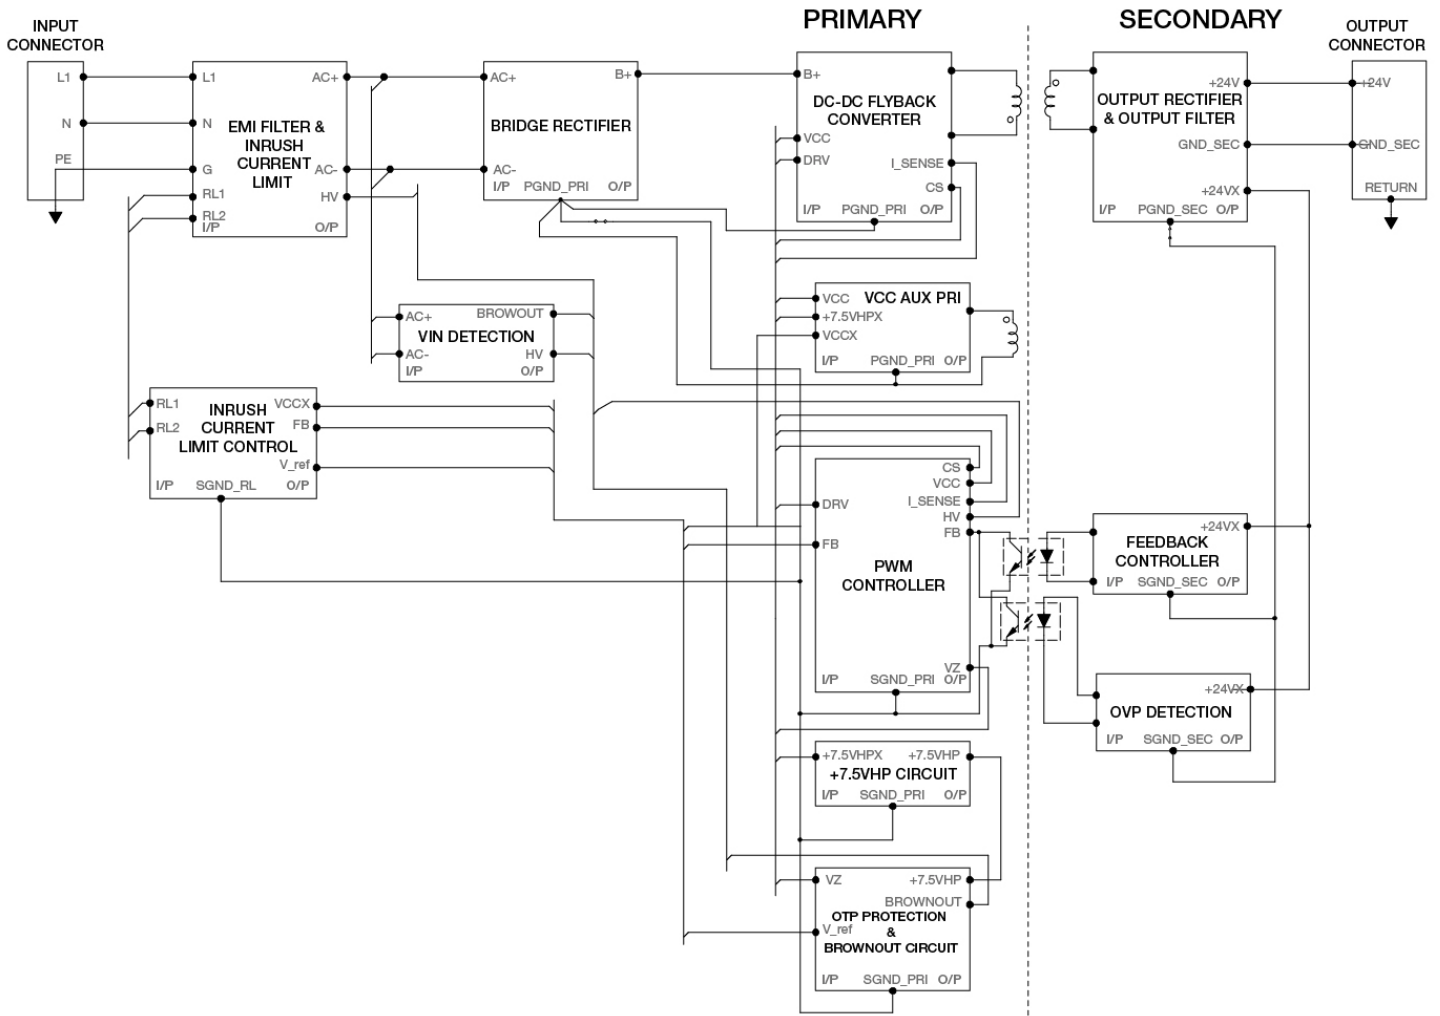 PRIMARY
SECONDARY
INPUT
CONNECTOR
L1
N
PE
L1
N
G
RL1
RL2
I/P
EMI FILTER &
INRUSH
CURRENT
LIMIT
AC+
AC-
HV
O/P
AC+
AC-
I/P
BRIDGE RECTIFIER
B+
PGND_PRI
O/P
B+
DC-DC FLYBACK
CONVERTER
VCC
DRV
I_SENSE
CS
I/P
PGND_PRI
O/P
OUTPUT RECTIFIER
& OUTPUT FILTER
+24V
GND_SEC
+24VX
I/P
PGND_SEC
O/P
OUTPUT
CONNECTOR
+24V
GND_SEC
RETURN
AC+
BROWOUT
VIN DETECTION
AC-
HV
I/P
O/P
VCC
VCC AUX PRI
+7.5VHPX
VCCX
I/P
PGND_PRI
O/P
RL1
RL2
INRUSH
CURRENT
LIMIT CONTROL
VCCX
FB
V_ref
I/P
SGND_RL
O/P
CS
VCC
I_SENSE
HV
FB
DRV
FB
PWM
CONTROLLER
VZ
I/P
SGND_PRI
O/P
+24VX
FEEDBACK
CONTROLLER
I/P
SGND_SEC
O/P
+24VX
OVP DETECTION
I/P
SGND_SEC
O/P
+7.5VHPX
+7.5VHP
+7.5VHP CIRCUIT
I/P
SGND_PRI
O/P
VZ
+7.5VHP
BROWNOUT
OTP PROTECTION
&
BROWNOUT CIRCUIT
V_ref
I/P
SGND_PRI
O/P